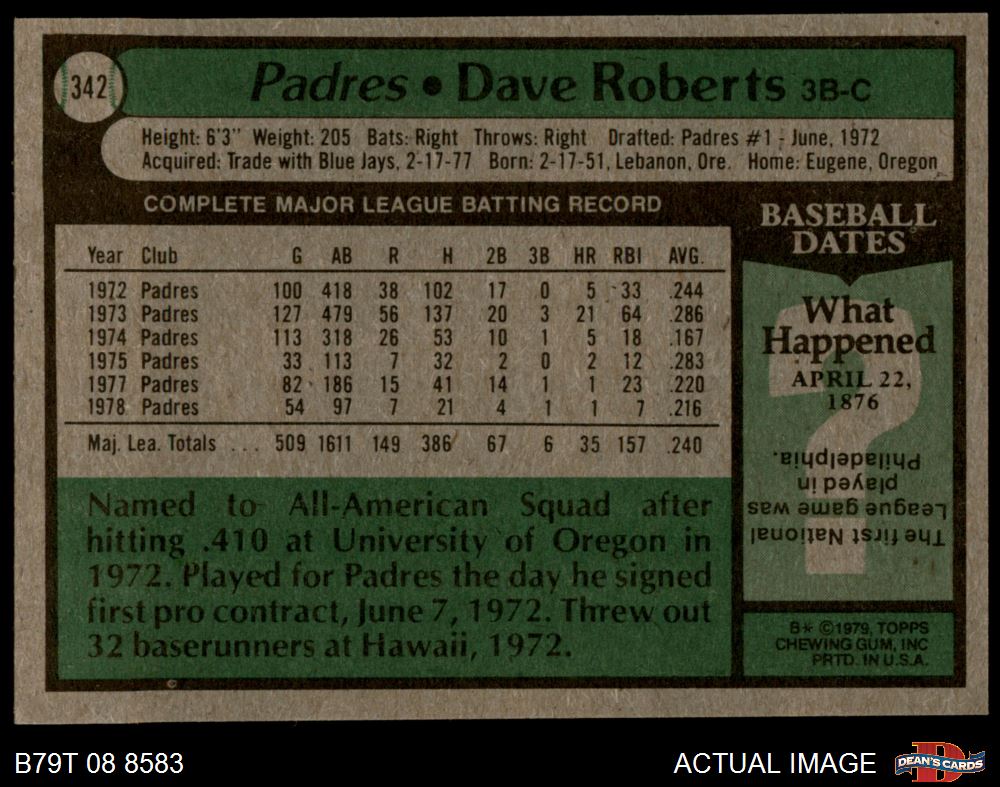 342
Padres • Dave Roberts 3B-C
Height: 6'3" Weight: 205 Bats: Right Throws: Right Drafted: Padres #1 - June, 1972
Acquired: Trade with Blue Jays, 2-17-77 Born: 2-17-51, Lebanon, Ore. Home: Eugene, Oregon
COMPLETE MAJOR LEAGUE BATTING RECORD
Year Club G AB R H 2B 3B HR RBI AVG.
1972 Padres 100 418 38 102 17 0 5 33 .244
1973 Padres 127 479 56 137 20 3 21 64 .286
1974 Padres 113 318 26 53 10 1 5 18 .167
1975 Padres 33 113 7 32 2 0 2 12 .283
1977 Padres 82 186 15 41 14 1 1 23 .220
1978 Padres 54 97 7 21 4 1 1 7 .216
Maj. Lea. Totals ... 509 1611 149 386 67 6 35 157 .240
Named to All-American Squad after
hitting .410 at University of Oregon in
1972. Played for Padres the day he signed
first pro contract, June 7, 1972. Threw out
32 baserunners at Hawaii, 1972.
BASEBALL
DATES
What
Happened
APRIL 22,
1876
?
The first National
League game was
played in
Philadelphia.
B* ©1979, TOPPS
CHEWING GUM, INC
PRTD. IN U.S.A.
B79T 08 8583
ACTUAL IMAGE
DEAN'S CARDS